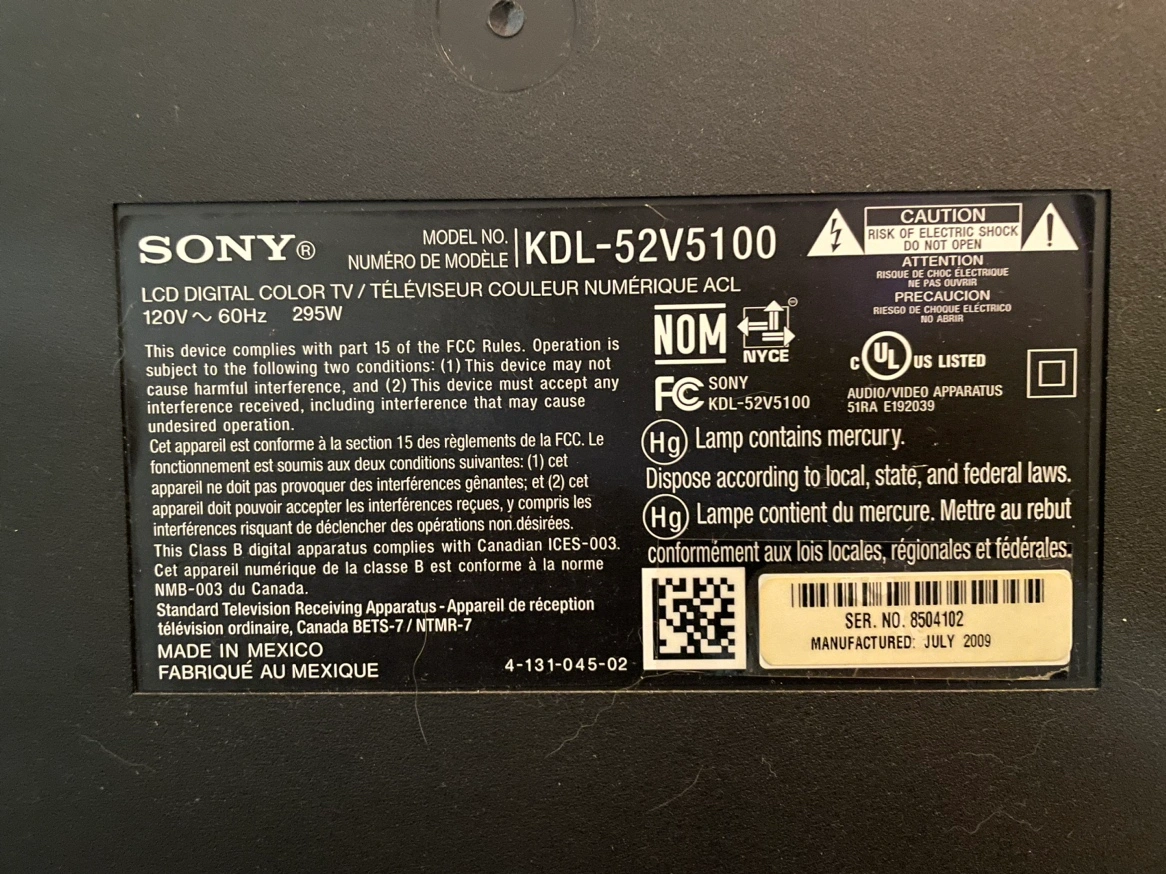 SONY®
MODEL NO.
NUMÉRO DE MODÈLE
KDL-52V5100
LCD DIGITAL COLOR TV / TÉLÉVISEUR COULEUR NUMÉRIQUE ACL
120V ~ 60Hz 295W
This device complies with part 15 of the FCC Rules. Operation is
subject to the following two conditions: (1) This device may not
cause harmful interference, and (2) This device must accept any
interference received, including interference that may cause
undesired operation.
Cet appareil est conforme à la section 15 des règlements de la FCC. Le
fonctionnement est soumis aux deux conditions suivantes: (1) cet
appareil ne doit pas provoquer des interférences gênantes; et (2) cet
appareil doit pouvoir accepter les interférences reçues, y compris les
interférences risquant de déclencher des opérations non désirées.
This Class B digital apparatus complies with Canadian ICES-003.
Cet appareil numérique de la classe B est conforme à la norme
NMB-003 du Canada.
Standard Television Receiving Apparatus - Appareil de réception
télévision ordinaire, Canada BETS-7 / NTMR-7
MADE IN MEXICO
FABRIQUÉ AU MEXIQUE
4-131-045-02
CAUTION
RISK OF ELECTRIC SHOCK
DO NOT OPEN
ATTENTION
RISQUE DE CHOC ÉLECTRIQUE
NE PAS OUVRIR
PRECAUCION
RIESGO DE CHOQUE ELÉCTRICO
NO ABRIR
NOM
NYCE
C UL US LISTED
AUDIO/VIDEO APPARATUS
51RA E192039
FC SONY
KDL-52V5100
Hg Lamp contains mercury.
Dispose according to local, state, and federal laws.
Hg Lampe contient du mercure. Mettre au rebut
conformément aux lois locales, régionales et fédérales.
SER. NO. 8504102
MANUFACTURED: JULY 2009